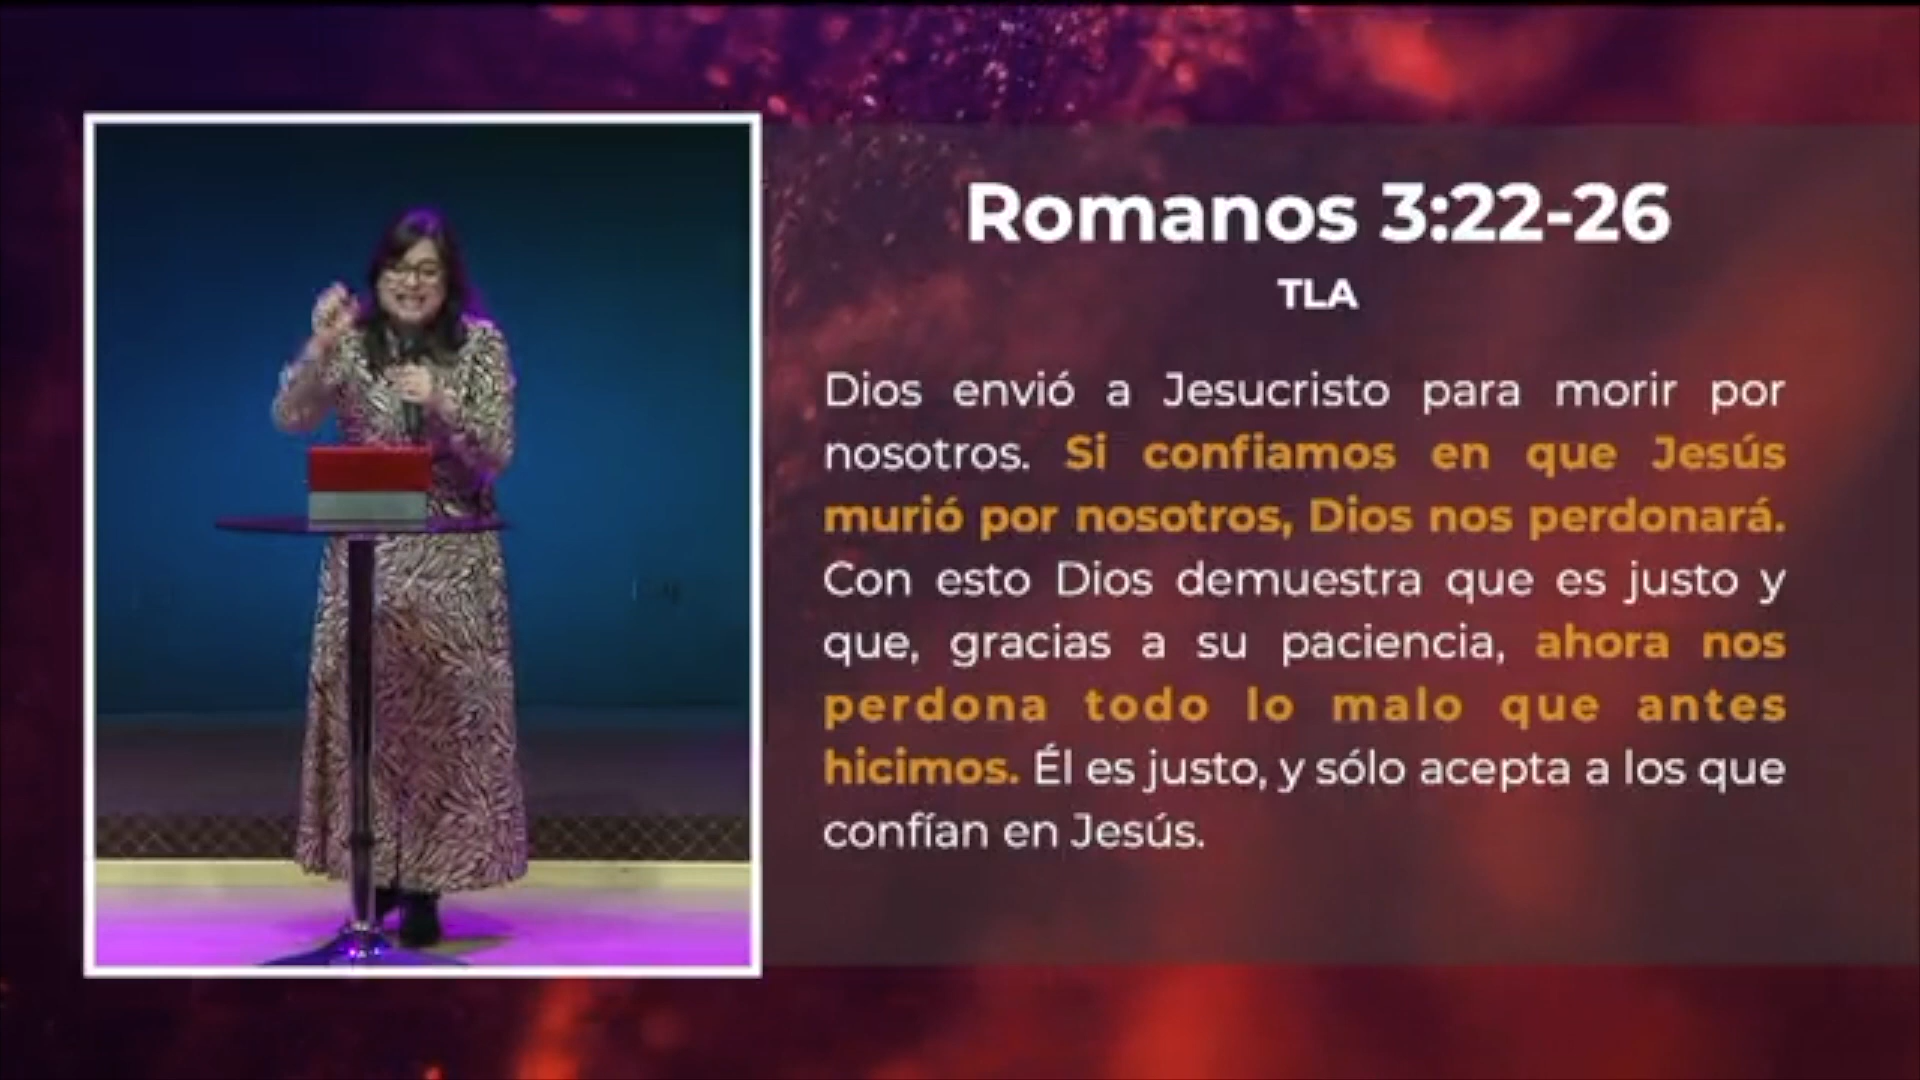 Romanos 3:22-26
TLA
Dios envió a Jesucristo para morir por
nosotros. Si confiamos en que Jesús
murió por nosotros, Dios nos perdonará.
Con esto Dios demuestra que es justo y
que, gracias a su paciencia, ahora nos
perdona todo lo malo que antes
hicimos. Él es justo, y sólo acepta a los que
confían en Jesús.